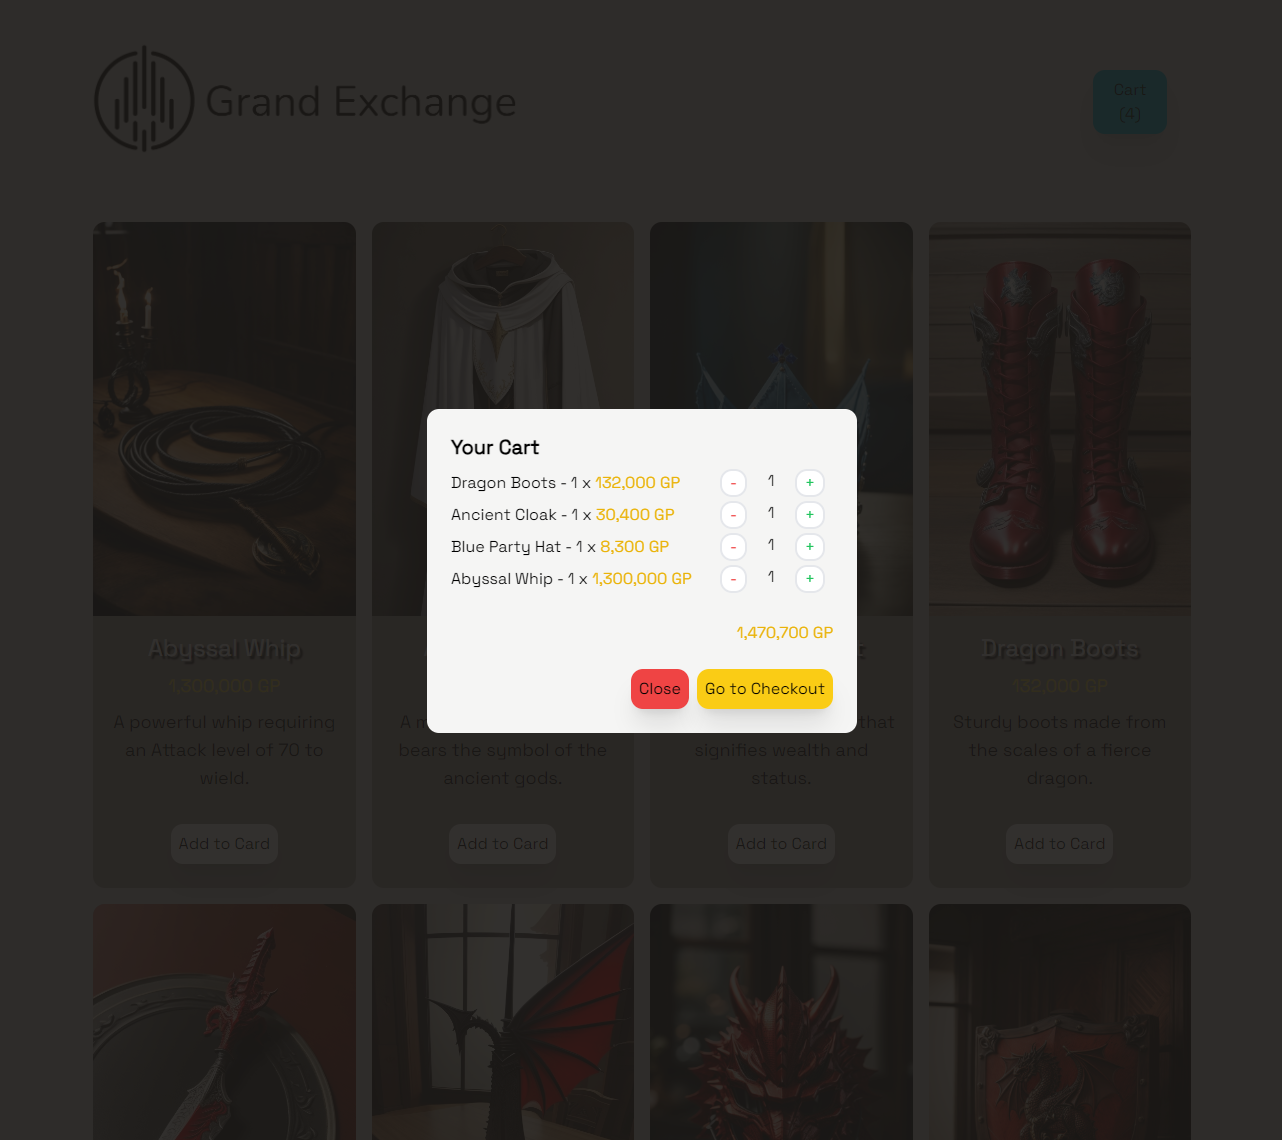 Grand Exchange
Cart
(4)
Your Cart
Dragon Boots - 1 x 132,000 GP - 1 +
Ancient Cloak - 1 x 30,400 GP - 1 +
Blue Party Hat - 1 x 8,300 GP - 1 +
Abyssal Whip - 1 x 1,300,000 GP - 1 +
1,470,700 GP
Close Go to Checkout
Abyssal Whip
1,300,000 GP
A powerful whip requiring
an Attack level of 70 to
wield.
Add to Card
bears the symbol of the
ancient gods.
Add to Card
that
signifies wealth and
status.
Add to Card
Dragon Boots
132,000 GP
Sturdy boots made from
the scales of a fierce
dragon.
Add to Card